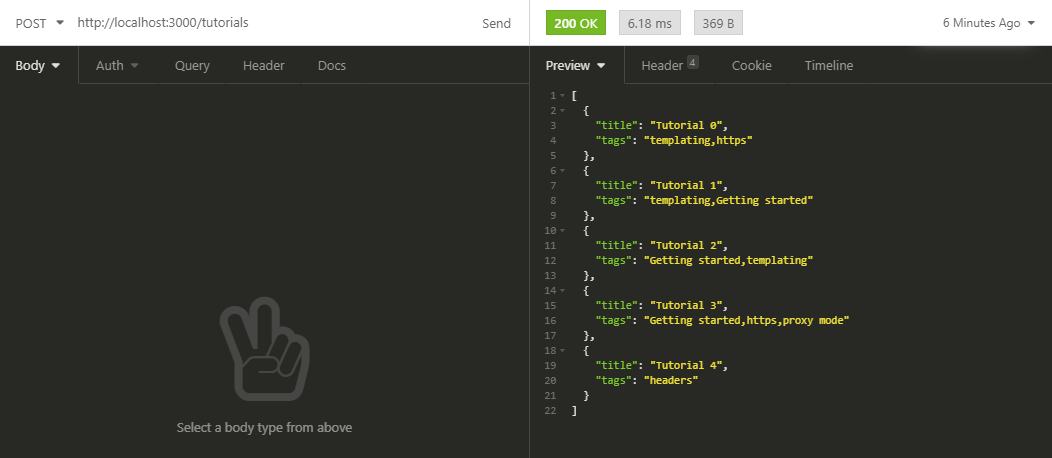 POST http://localhost:3000/tutorials Send 200 OK 6.18 ms 369 B 6 Minutes Ago
Body Auth Query Header Docs Preview Header 4 Cookie Timeline
1 [
2 {
3 "title": "Tutorial 0",
4 "tags": "templating,https"
5 },
6 {
7 "title": "Tutorial 1",
8 "tags": "templating,Getting started"
9 },
10 {
11 "title": "Tutorial 2",
12 "tags": "Getting started,templating"
13 },
14 {
15 "title": "Tutorial 3",
16 "tags": "Getting started,https,proxy mode"
17 },
18 {
19 "title": "Tutorial 4",
20 "tags": "headers"
21 }
22 ]
Select a body type from above